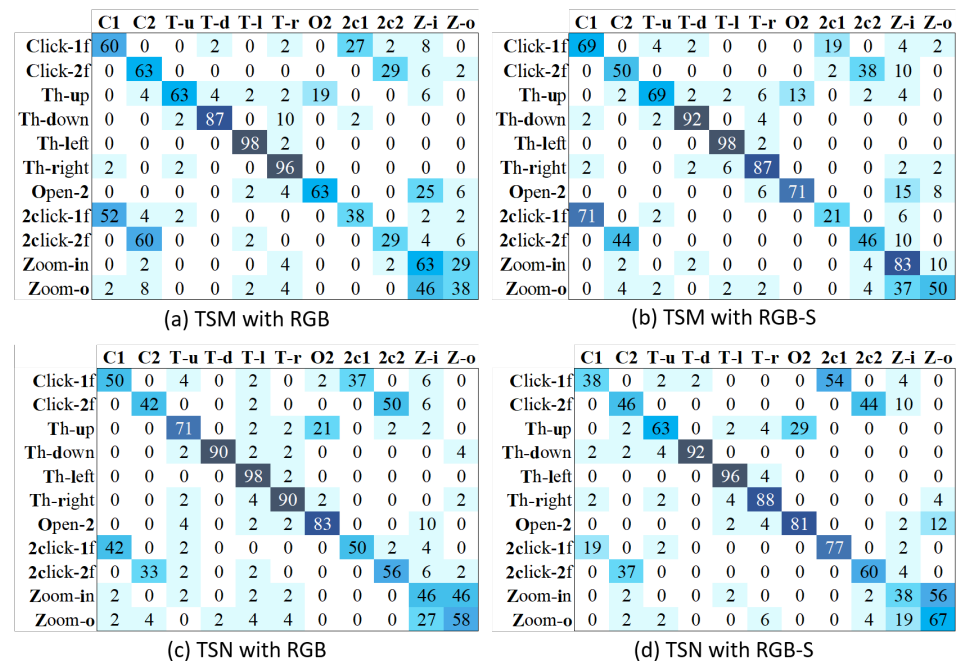 C1 C2 T-u T-d T-l T-r O2 2c1 2c2 Z-i Z-o
Click-1f 60 0 0 2 0 2 0 27 2 8 0
Click-2f 0 63 0 0 0 0 0 0 29 6 2
Th-up 0 4 63 4 2 2 19 0 0 6 0
Th-down 0 0 2 87 0 10 0 2 0 0 0
Th-left 0 0 0 0 98 2 0 0 0 0 0
Th-right 2 0 2 0 0 96 0 0 0 0 0
Open-2 0 0 0 0 2 4 63 0 0 25 6
2click-1f 52 4 2 0 0 0 0 38 0 2 2
2click-2f 0 60 0 0 2 0 0 0 29 4 6
Zoom-in 0 2 0 0 0 4 0 0 2 63 29
Zoom-o 2 8 0 0 2 4 0 0 0 46 38
(a) TSM with RGB
C1 C2 T-u T-d T-l T-r O2 2c1 2c2 Z-i Z-o
Click-1f 69 0 4 2 0 0 0 19 0 4 2
Click-2f 0 50 0 0 0 0 0 2 38 10 0
Th-up 0 2 69 2 2 6 13 0 2 4 0
Th-down 2 0 2 92 0 4 0 0 0 0 0
Th-left 0 0 0 0 98 2 0 0 0 0 0
Th-right 2 0 0 2 6 87 0 0 0 2 2
Open-2 0 0 0 0 0 6 71 0 0 15 8
2click-1f 71 0 2 0 0 0 0 21 0 6 0
2click-2f 0 44 0 0 0 0 0 0 46 10 0
Zoom-in 0 2 0 2 0 0 0 0 4 83 10
Zoom-o 0 4 2 0 2 2 0 0 4 37 50
(b) TSM with RGB-S
C1 C2 T-u T-d T-l T-r O2 2c1 2c2 Z-i Z-o
Click-1f 50 0 4 0 2 0 2 37 0 6 0
Click-2f 0 42 0 0 2 0 0 0 50 6 0
Th-up 0 0 71 0 2 2 21 0 2 2 0
Th-down 0 0 2 90 2 2 0 0 0 0 4
Th-left 0 0 0 0 98 2 0 0 0 0 0
Th-right 0 0 2 0 4 90 2 0 0 0 2
Open-2 0 0 4 0 2 2 83 0 0 10 0
2click-1f 42 0 2 0 0 0 0 50 2 4 0
2click-2f 0 33 2 0 2 0 0 0 56 6 2
Zoom-in 2 0 2 0 2 2 0 0 0 46 46
Zoom-o 2 4 0 2 4 4 0 0 0 27 58
(c) TSN with RGB
C1 C2 T-u T-d T-l T-r O2 2c1 2c2 Z-i Z-o
Click-1f 38 0 2 2 0 0 0 54 0 4 0
Click-2f 0 46 0 0 0 0 0 0 44 10 0
Th-up 0 2 63 0 2 4 29 0 0 0 0
Th-down 2 2 4 92 0 0 0 0 0 0 0
Th-left 0 0 0 0 96 4 0 0 0 0 0
Th-right 2 0 2 0 4 88 0 0 0 0 4
Open-2 0 0 0 0 2 4 81 0 0 2 12
2click-1f 19 0 2 0 0 0 0 77 0 2 0
2click-2f 0 37 0 0 0 0 0 0 60 4 0
Zoom-in 0 2 0 0 2 0 0 0 2 38 56
Zoom-o 0 2 2 0 0 6 0 0 4 19 67
(d) TSN with RGB-S